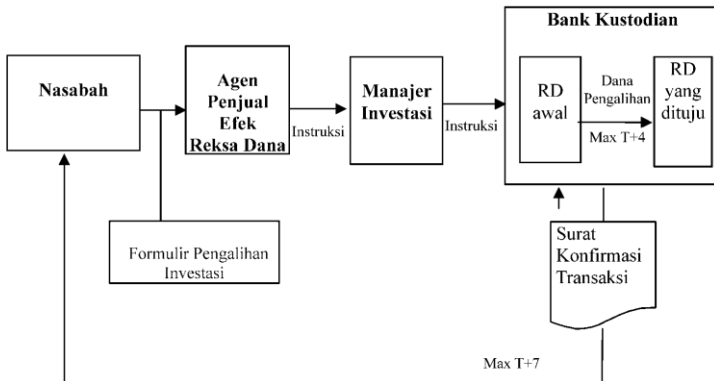 Bank Kustodian
Nasabah
Agen
Penjual
Efek
Reksa Dana
Instruksi
Manajer
Investasi
Instruksi
RD
awal
Dana
Pengalihan
Max T+4
RD
yang
dituju
Formulir Pengalihan
Investasi
Surat
Konfirmasi
Transaksi
Max T+7